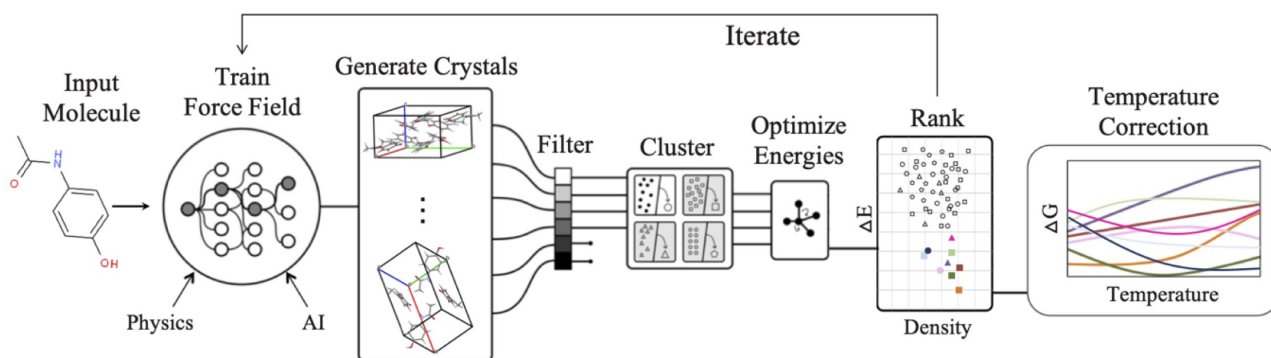 Iterate
Input
Molecule
Train
Force Field
Generate Crystals
Filter
Cluster
Optimize
Energies
Rank
Temperature
Correction
H
N
O
OH
...
ΔE
ΔG
Physics
AI
Density
Temperature